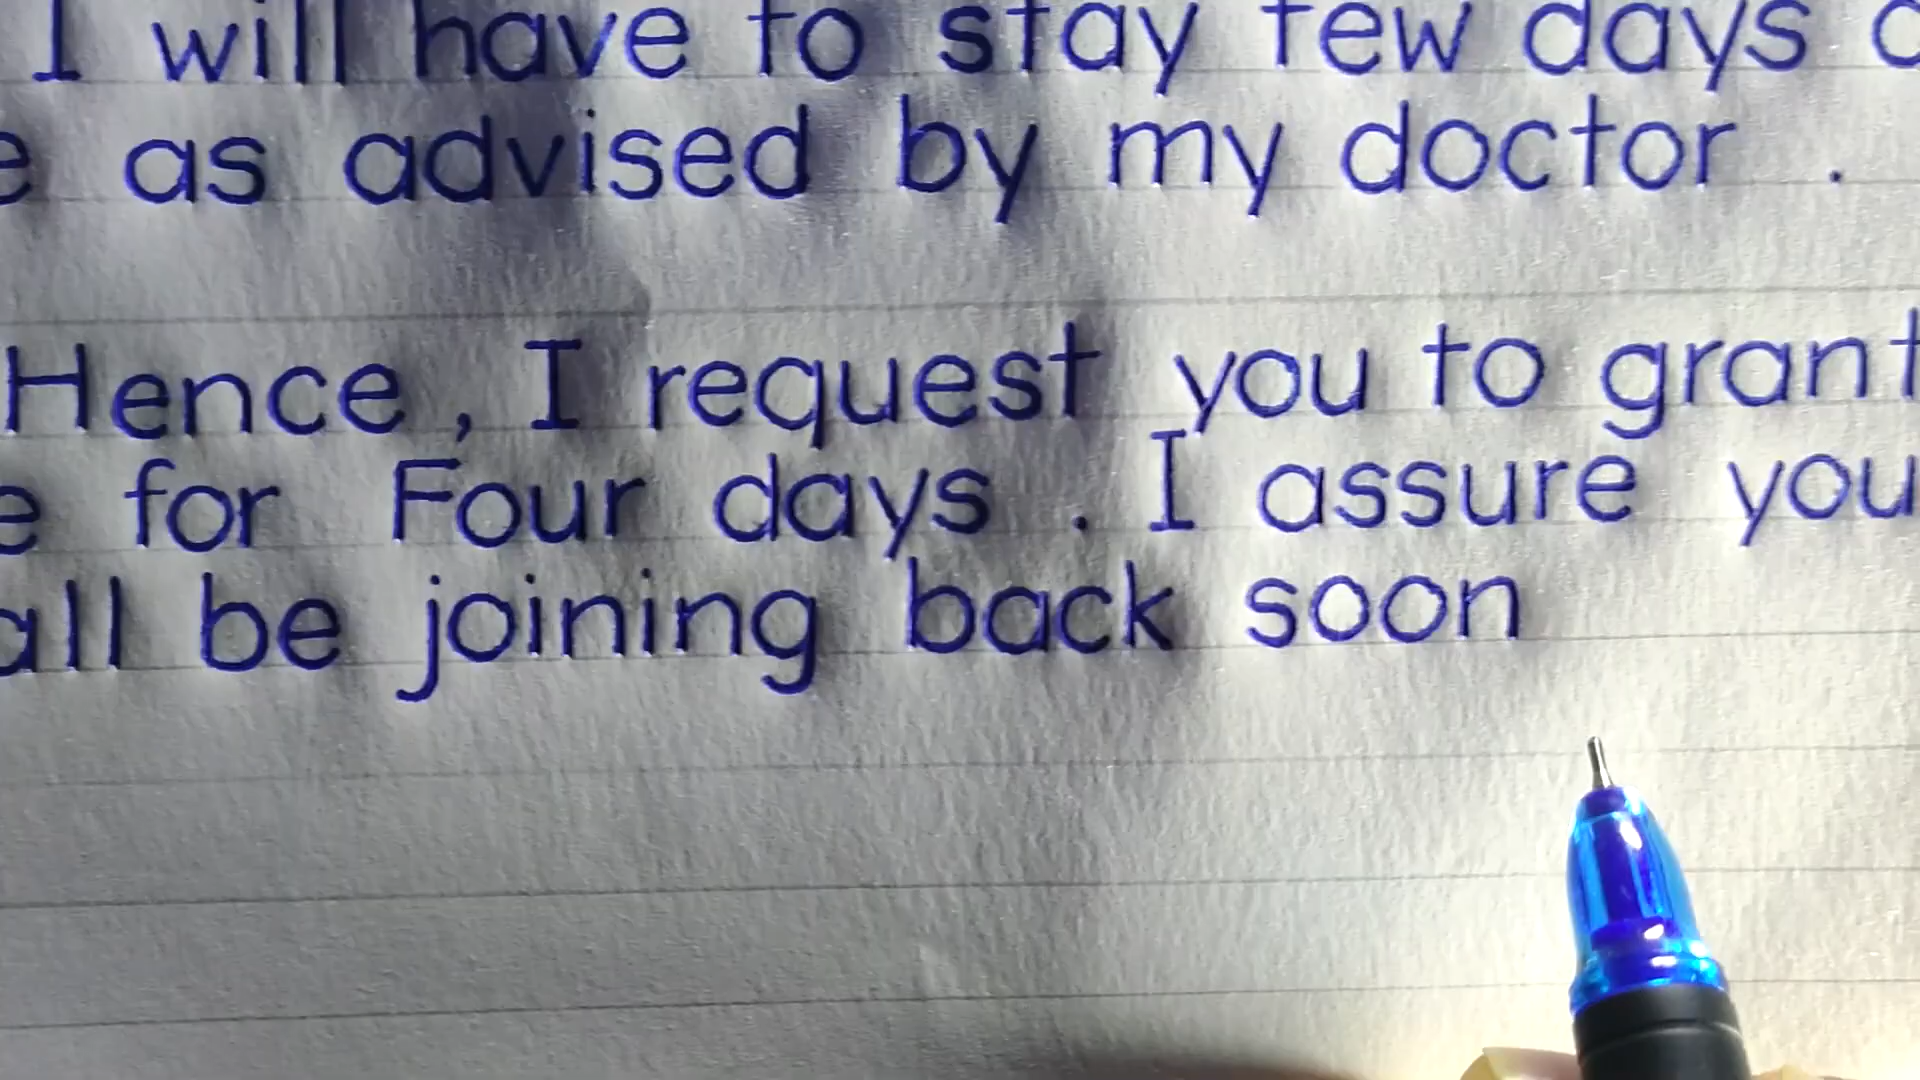 I will have to stay few days
as advised by my doctor .
Hence , I request you to grant
for Four days . I assure you
be joining back soon